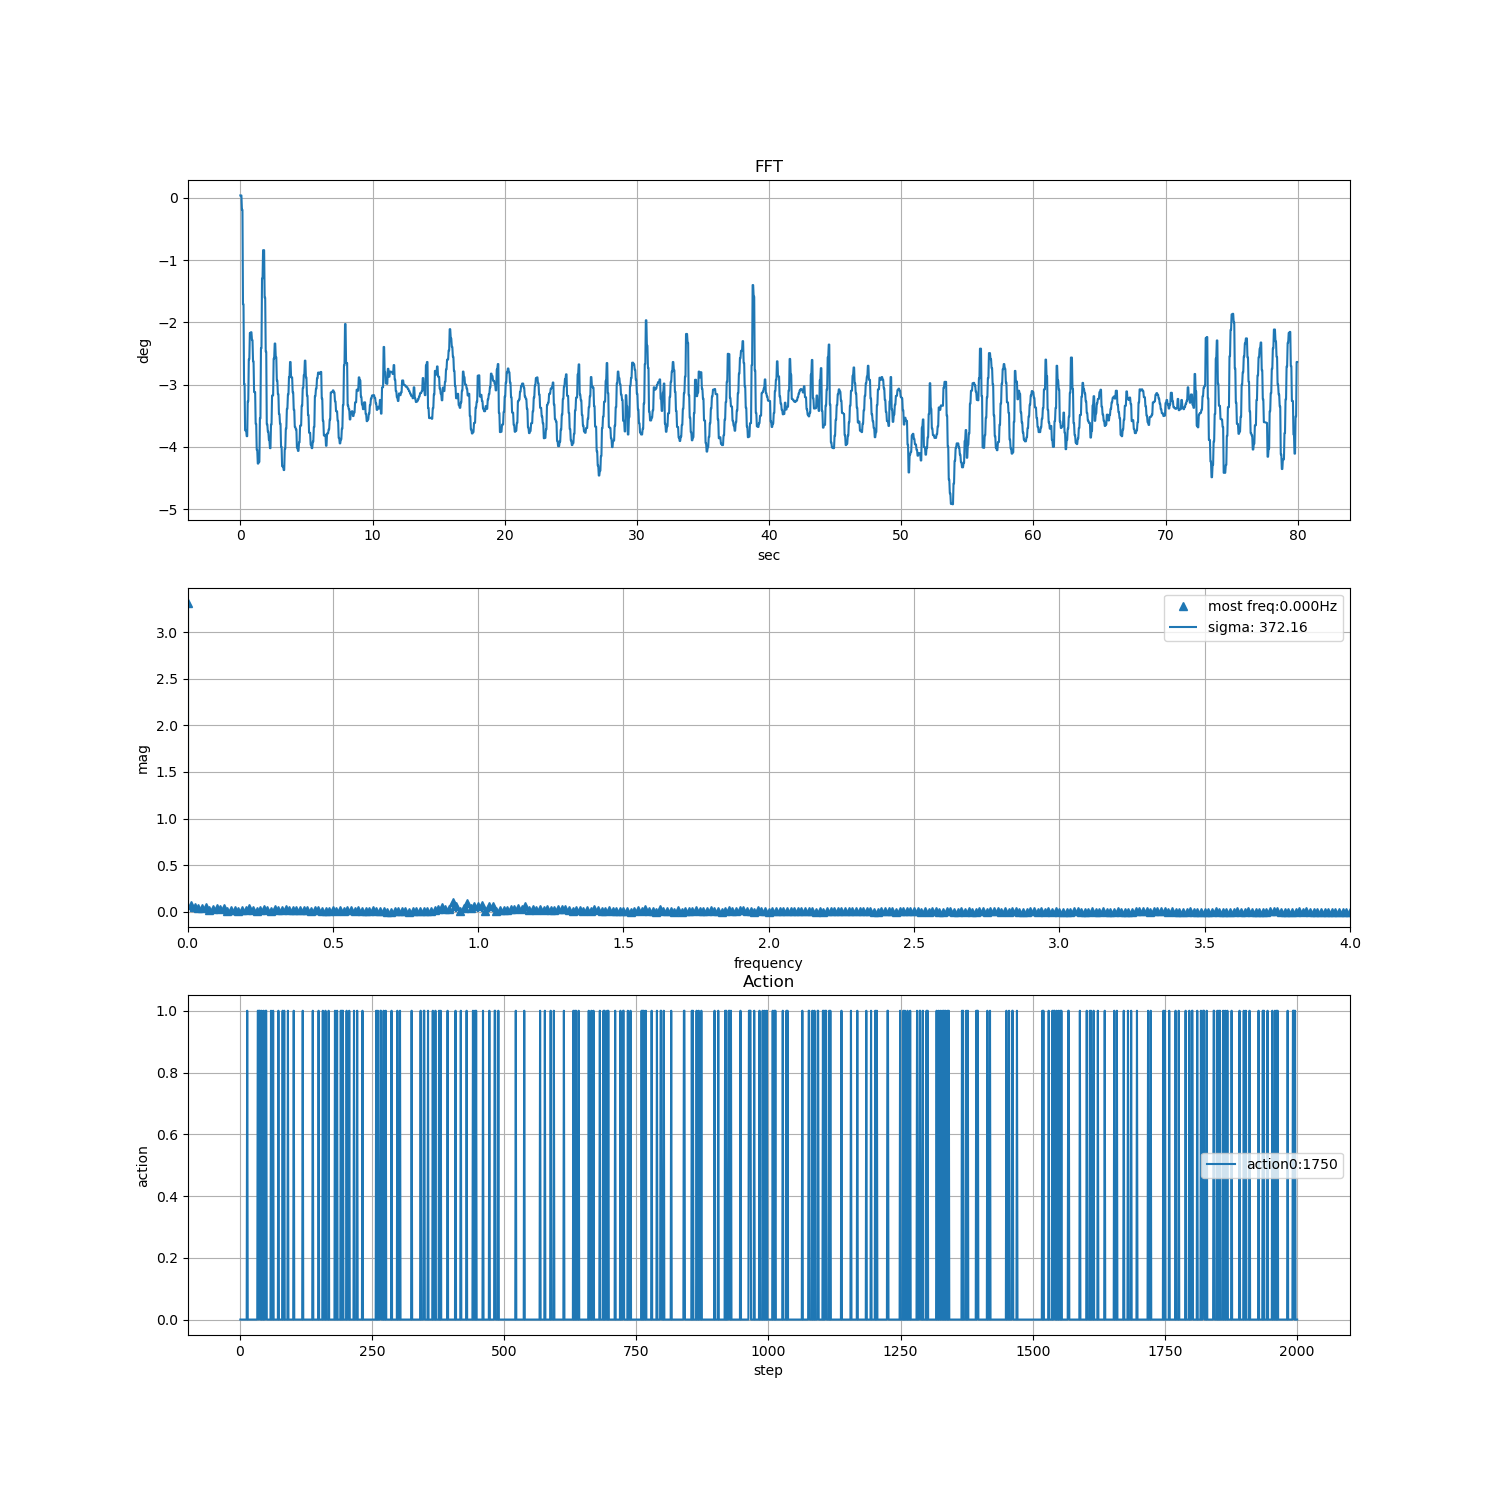 FFT
0
−1
−2
−3
−4
−5
deg
0 10 20 30 40 50 60 70 80
sec
most freq:0.000Hz
sigma: 372.16
3.0
2.5
2.0
1.5
1.0
0.5
0.0
mag
0.0 0.5 1.0 1.5 2.0 2.5 3.0 3.5 4.0
frequency
Action
1.0
0.8
0.6
0.4
0.2
0.0
action
action0:1750
0 250 500 750 1000 1250 1500 1750 2000
step